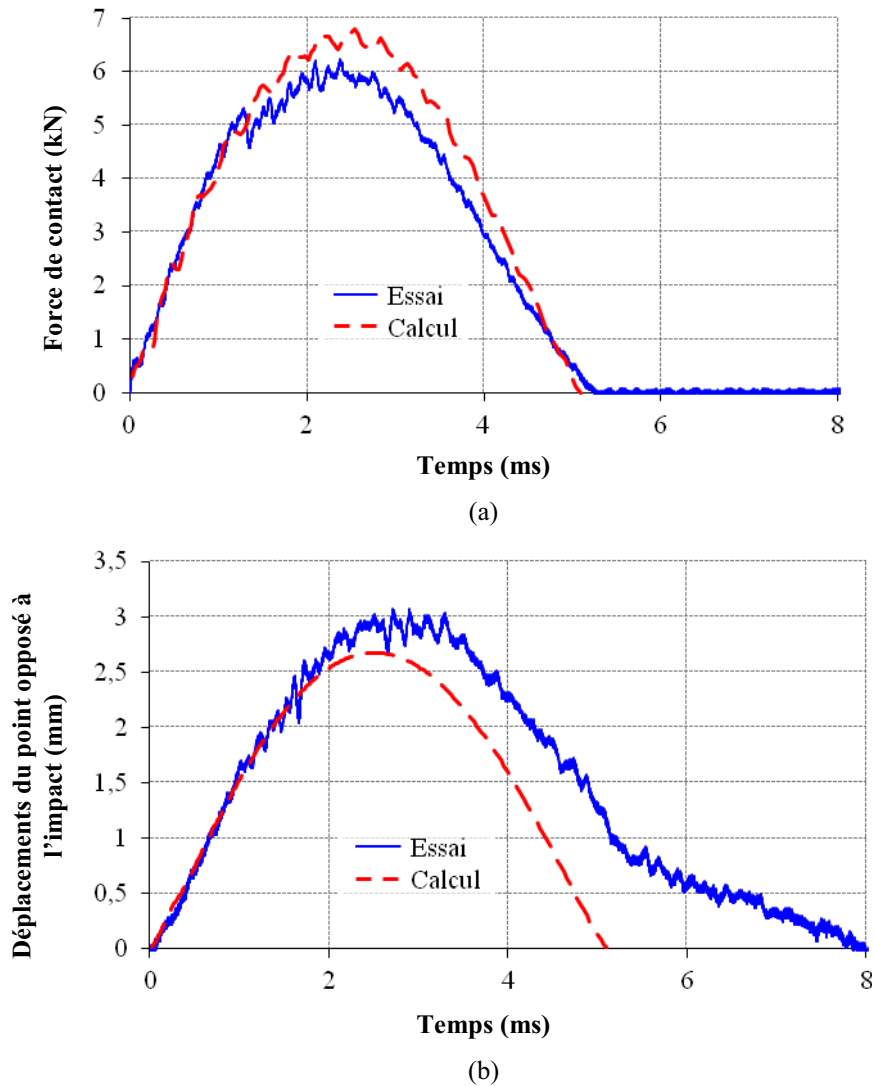 7
6
5
4
3
2
1
0
Force de contact (kN)
Essai
Calcul
0
2
4
6
8
Temps (ms)
(a)
3,5
3
2,5
2
1,5
1
0,5
0
Déplacements du point opposé à
l'impact (mm)
Essai
Calcul
0
2
4
6
8
Temps (ms)
(b)